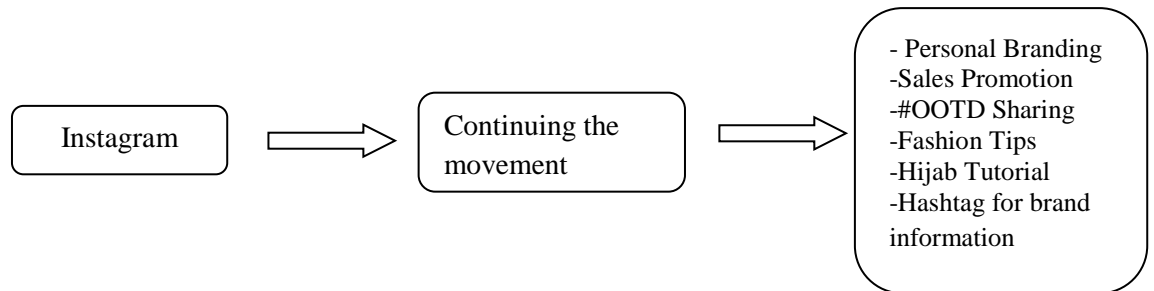 Instagram
Continuing the
movement
- Personal Branding
-Sales Promotion
-#OOTD Sharing
-Fashion Tips
-Hijab Tutorial
-Hashtag for brand
information